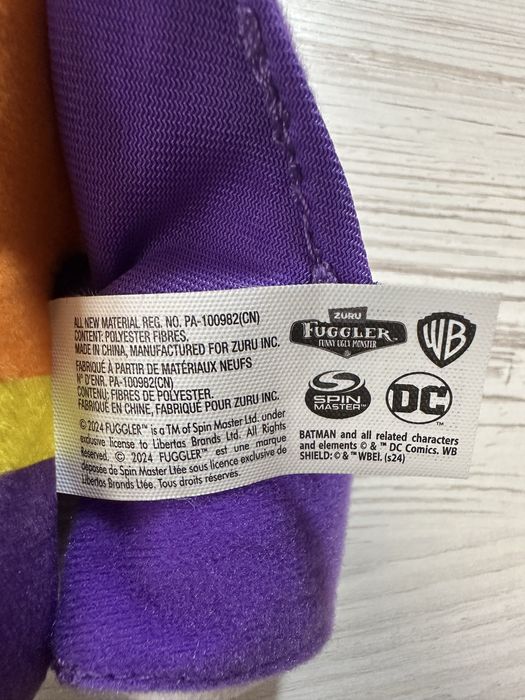 ALL NEW MATERIAL REG. NO. PA-100982(CN)
CONTENT: POLYESTER FIBRES.
MADE IN CHINA, MANUFACTURED FOR ZURU INC.
FABRIQUÉ À PARTIR DE MATÉRIAUX NEUFS
N° D'ENR. PA-100982(CN)
CONTENU: FIBRES DE POLYESTER.
FABRIQUÉ EN CHINE, FABRIQUÉ POUR ZURU INC.
© 2024 FUGGLER™ is a TM of Spin Master Ltd. under
exclusive license to Libertas Brands Ltd. All Rights
Reserved. © 2024 FUGGLER™ est une marque
déposée de Spin Master Ltée sous licence exclusive de
Libertas Brands Ltée. Tous droits réservés
ZURU
FUGGLER
FUNNY UGLY MONSTER
WB
SPIN
MASTER™
DC
BATMAN and all related characters
and elements © & ™ DC Comics. WB
SHIELD: © & ™ WBEI. (s24)